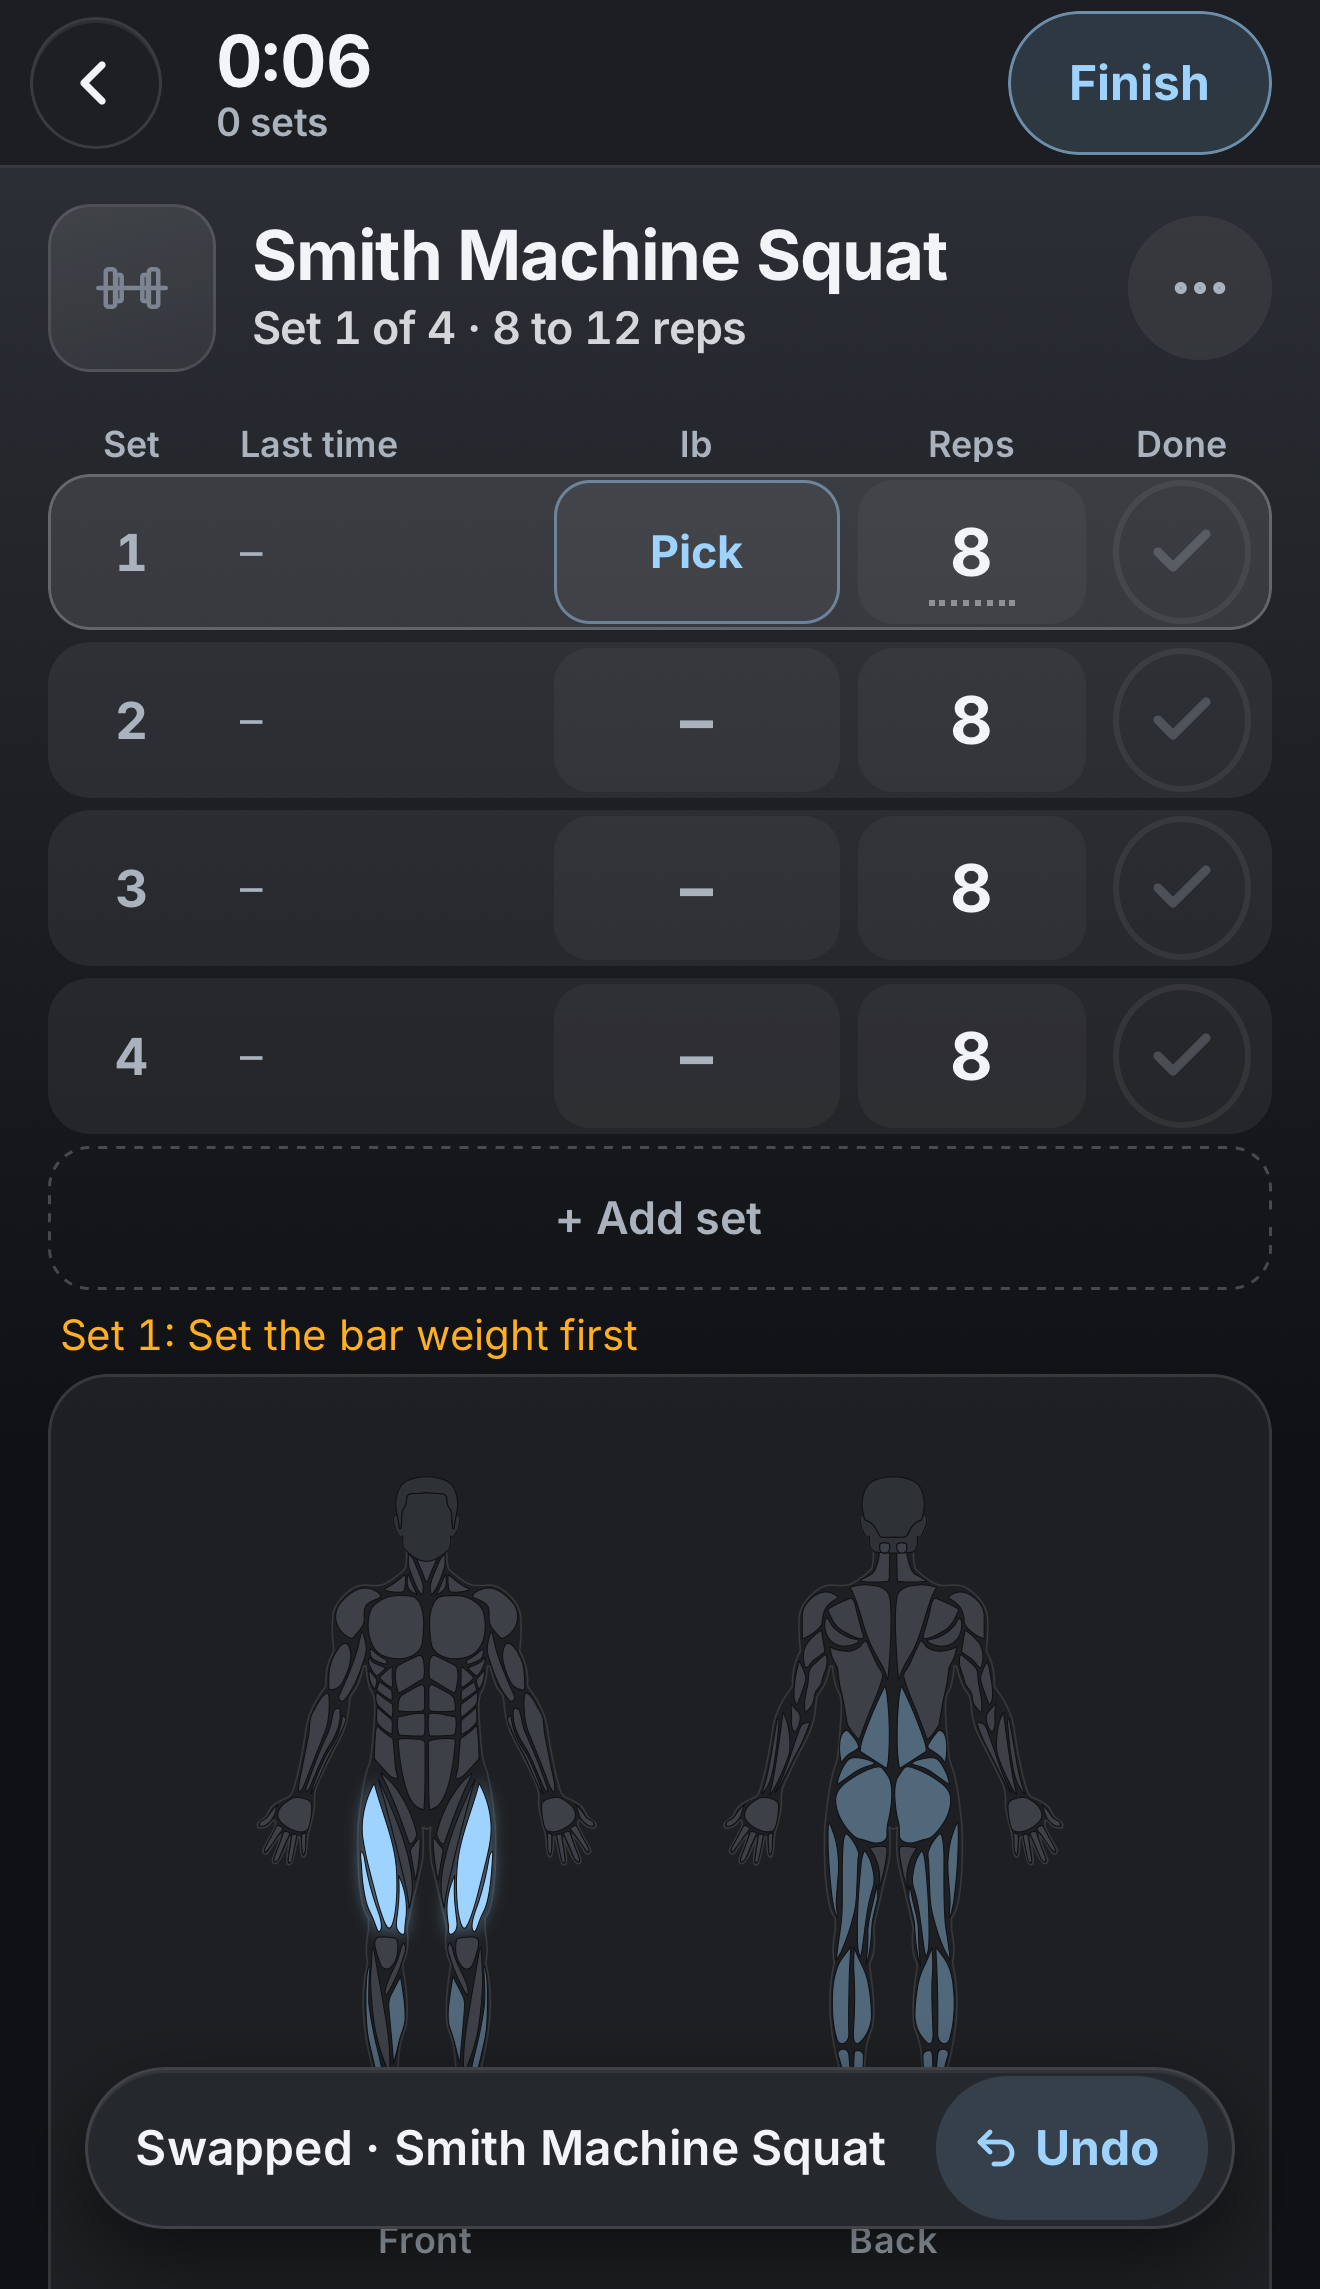 0:06
0 sets
Finish
Smith Machine Squat
Set 1 of 4 · 8 to 12 reps
Set Last time lb Reps Done
1 – Pick 8
2 – – 8
3 – – 8
4 – – 8
+ Add set
Set 1: Set the bar weight first
Swapped · Smith Machine Squat Undo
Front Back